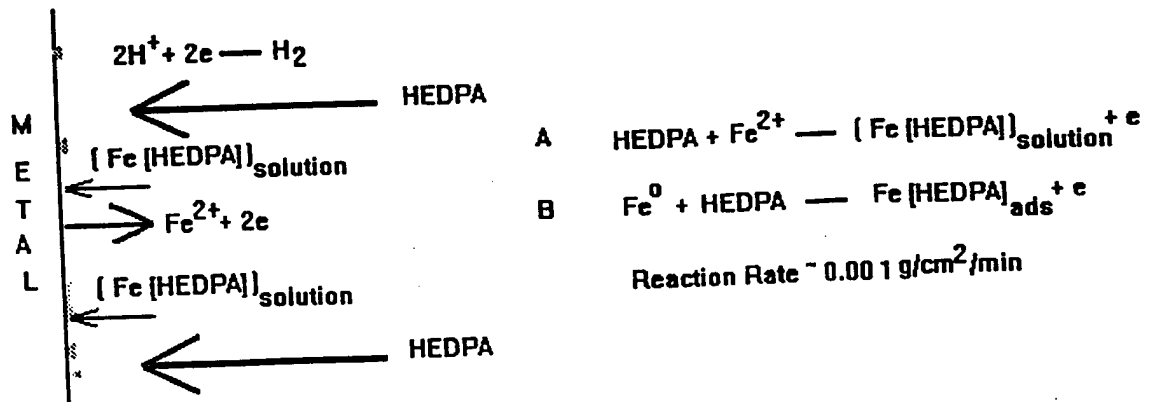 METAL
2H⁺ + 2e — H₂
HEDPA
[Fe [HEDPA]]solution
Fe²⁺ + 2e
[Fe [HEDPA]]solution
HEDPA
A HEDPA + Fe²⁺ — [Fe [HEDPA]]solution + e
B Fe⁰ + HEDPA — Fe [HEDPA]ads + e
Reaction Rate ~ 0.001 g/cm²/min